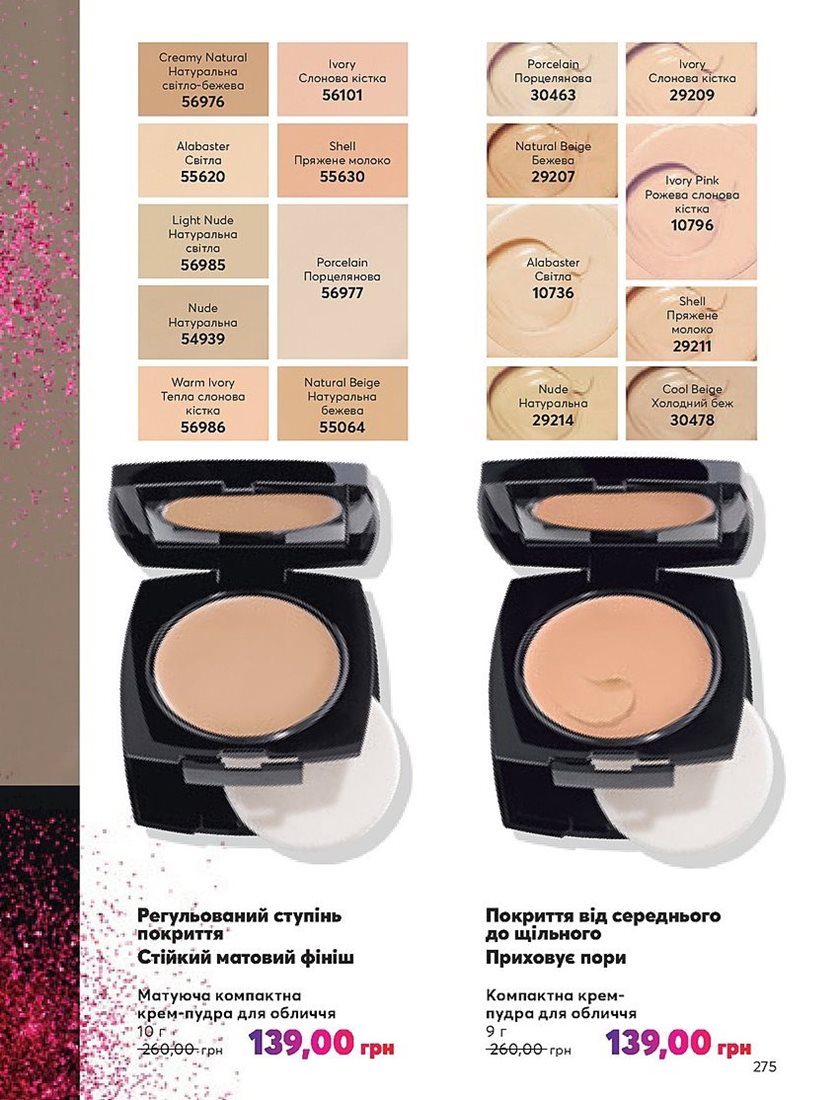 Creamy Natural
Натуральна
світло-бежева
56976
Ivory
Слонова кістка
56101
Alabaster
Світла
55620
Shell
Пряжене молоко
55630
Light Nude
Натуральна
світла
56985
Porcelain
Порцелянова
56977
Nude
Натуральна
54939
Warm Ivory
Тепла слонова
кістка
56986
Natural Beige
Натуральна
бежева
55064
Porcelain
Порцелянова
30463
Ivory
Слонова кістка
29209
Natural Beige
Бежева
29207
Ivory Pink
Рожева слонова
кістка
10796
Alabaster
Світла
10736
Shell
Пряжене
молоко
29211
Nude
Натуральна
29214
Cool Beige
Холодний беж
30478
Регульований ступінь
покриття
Стійкий матовий фініш
Матуюча компактна
крем-пудра для обличчя
10 г
260,00 грн
139,00 грн
Покриття від середнього
до щільного
Приховує пори
Компактна крем-
пудра для обличчя
9 г
260,00 грн
139,00 грн
275